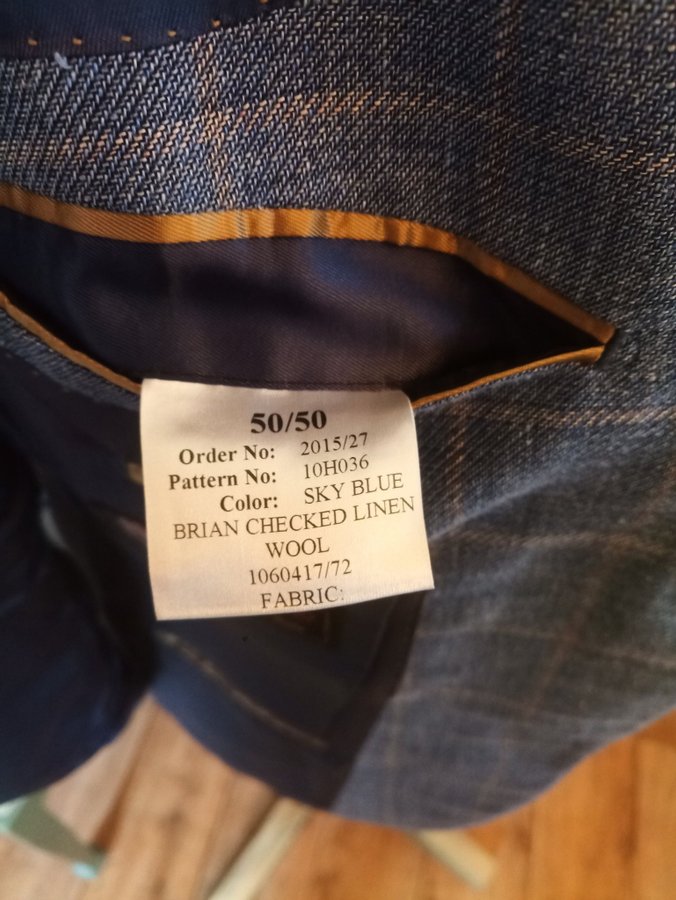 50/50
Order No: 2015/27
Pattern No: 10H036
Color: SKY BLUE
BRIAN CHECKED LINEN
WOOL
1060417/72
FABRIC: